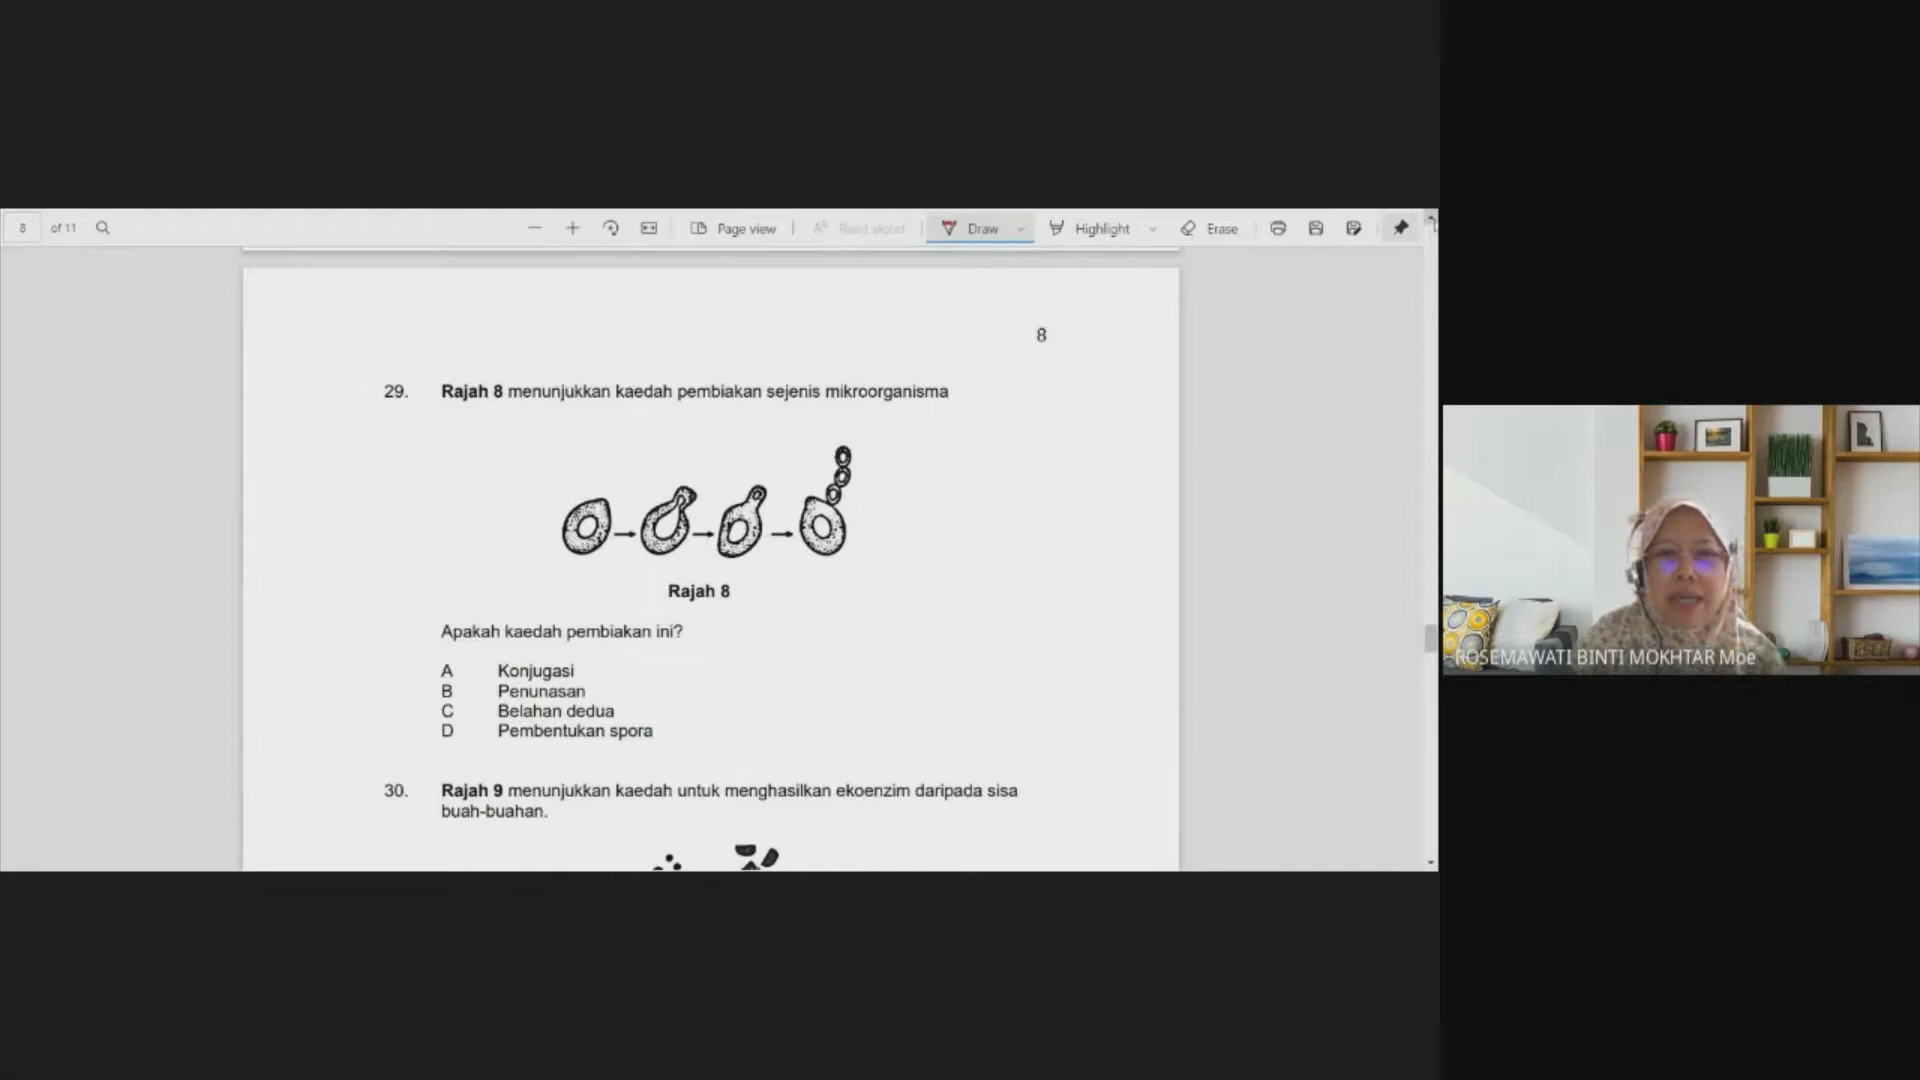 8 of 11 Page view Read aloud Draw Highlight Erase
8
29. Rajah 8 menunjukkan kaedah pembiakan sejenis mikroorganisma
Rajah 8
Apakah kaedah pembiakan ini?
A Konjugasi
B Penunasan
C Belahan dedua
D Pembentukan spora
30. Rajah 9 menunjukkan kaedah untuk menghasilkan ekoenzim daripada sisa
buah-buahan.
ROSEMAWATI BINTI MOKHTAR Moe